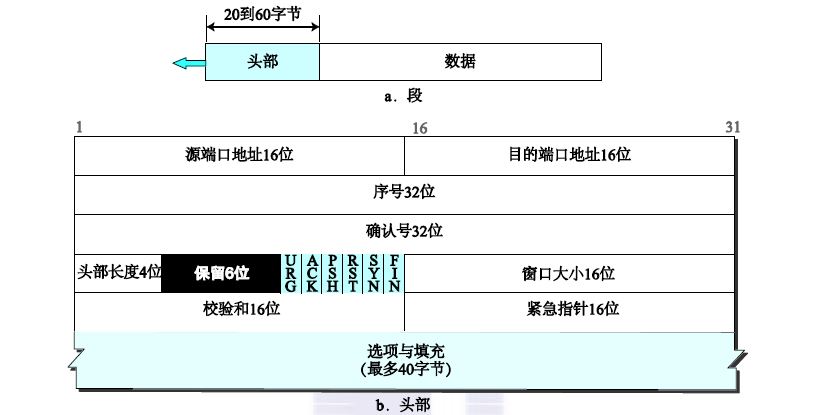 20到60字节
头部 数据
a. 段
1 16 31
源端口地址16位 目的端口地址16位
序号32位
确认号32位
头部长度4位 保留6位 URG ACK PSH RST SYN FIN 窗口大小16位
校验和16位 紧急指针16位
选项与填充
(最多40字节)
b. 头部